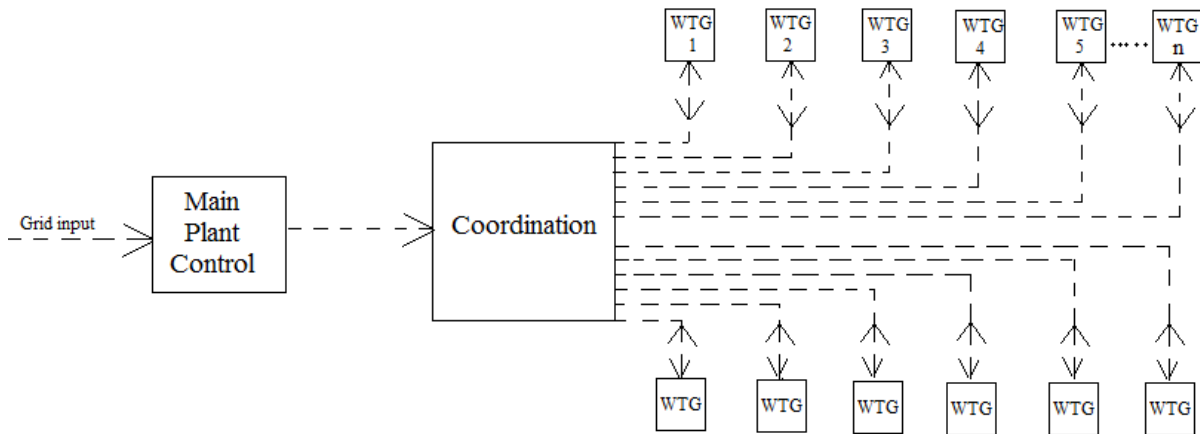 WTG
1
WTG
2
WTG
3
WTG
4
WTG
5
.....
WTG
n
Grid input
Main
Plant
Control
Coordination
WTG
WTG
WTG
WTG
WTG
WTG